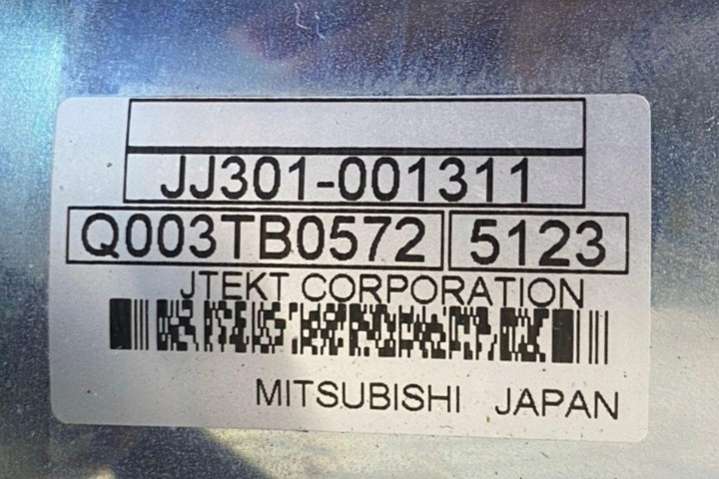 JJ301-001311
Q003TB0572 5123
JTEKT CORPORATION
MITSUBISHI JAPAN